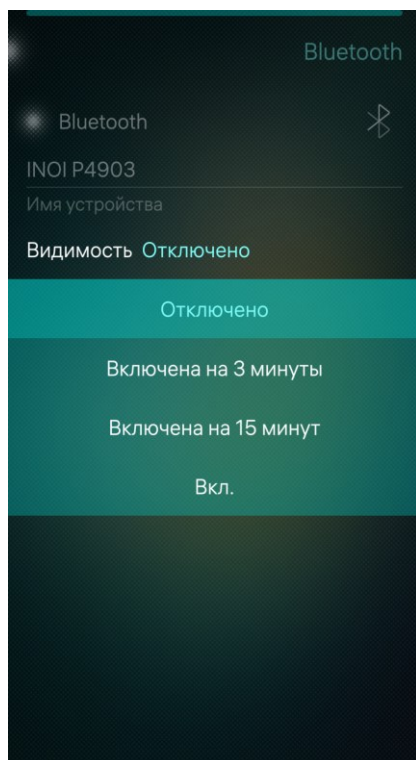 Bluetooth
Bluetooth
INOI P4903
Имя устройства
Видимость Отключено
Отключено
Включена на 3 минуты
Включена на 15 минут
Вкл.